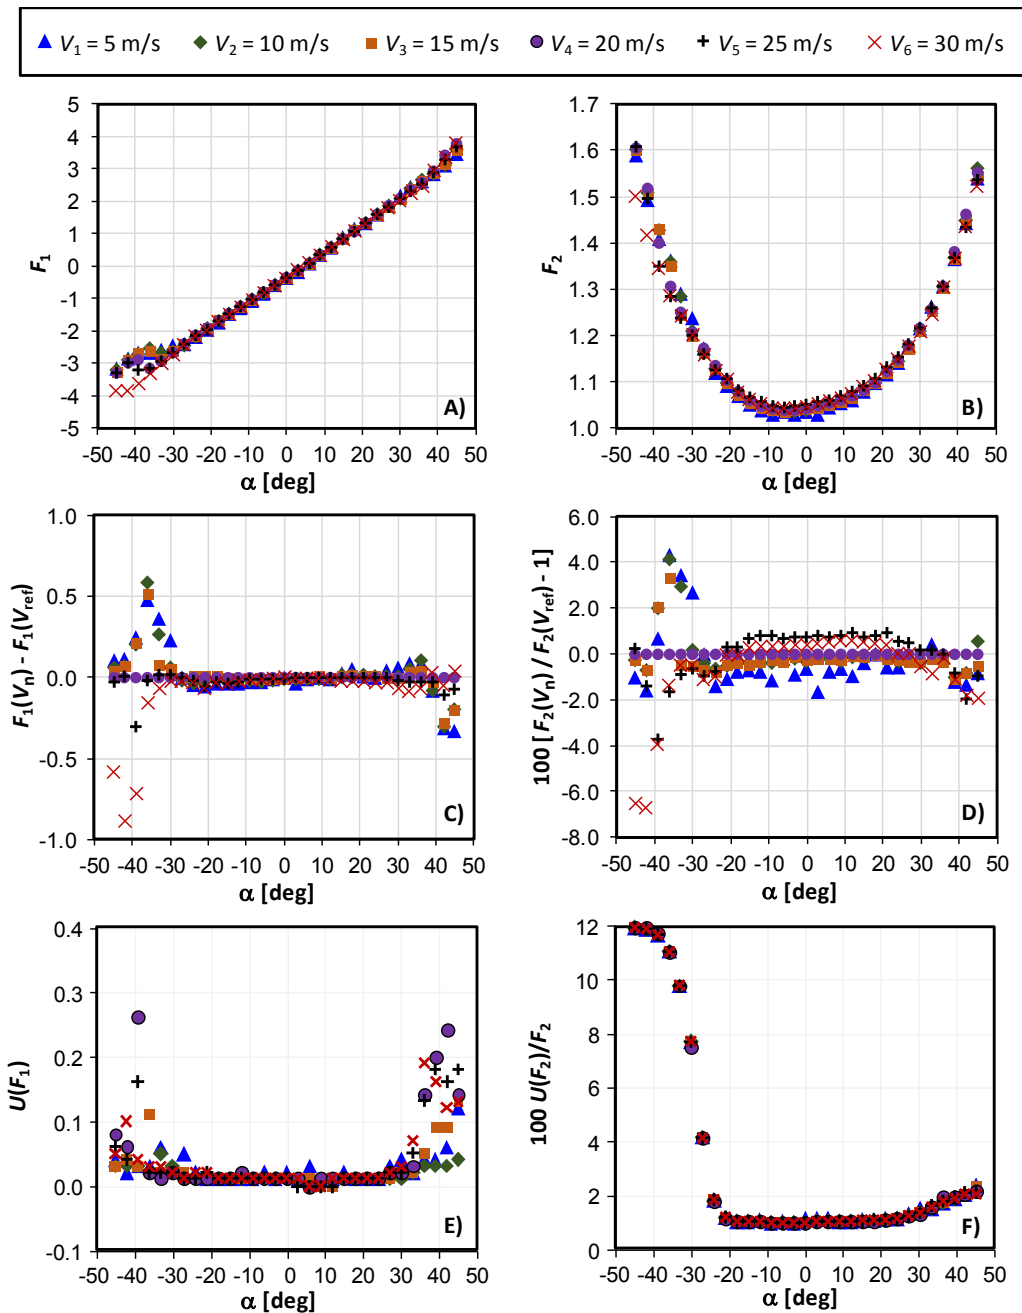 V1 = 5 m/s V2 = 10 m/s V3 = 15 m/s V4 = 20 m/s V5 = 25 m/s V6 = 30 m/s
5 4 3 2 1 0 -1 -2 -3 -4 -5
F1
A)
-50 -40 -30 -20 -10 0 10 20 30 40 50
α [deg]
1.7 1.6 1.5 1.4 1.3 1.2 1.1 1.0
F2
B)
-50 -40 -30 -20 -10 0 10 20 30 40 50
α [deg]
1.0 0.5 0.0 -0.5 -1.0
F1(Vn) - F1(Vref)
C)
-50 -40 -30 -20 -10 0 10 20 30 40 50
α [deg]
6.0 4.0 2.0 0.0 -2.0 -4.0 -6.0 -8.0
100 [ F2(Vn) / F2(Vref) - 1]
D)
-50 -40 -30 -20 -10 0 10 20 30 40 50
α [deg]
0.4 0.3 0.2 0.1 0.0 -0.1
U(F1)
E)
-50 -40 -30 -20 -10 0 10 20 30 40 50
α [deg]
12 10 8 6 4 2 0
100 U(F2)/F2
F)
-50 -40 -30 -20 -10 0 10 20 30 40 50
α [deg]